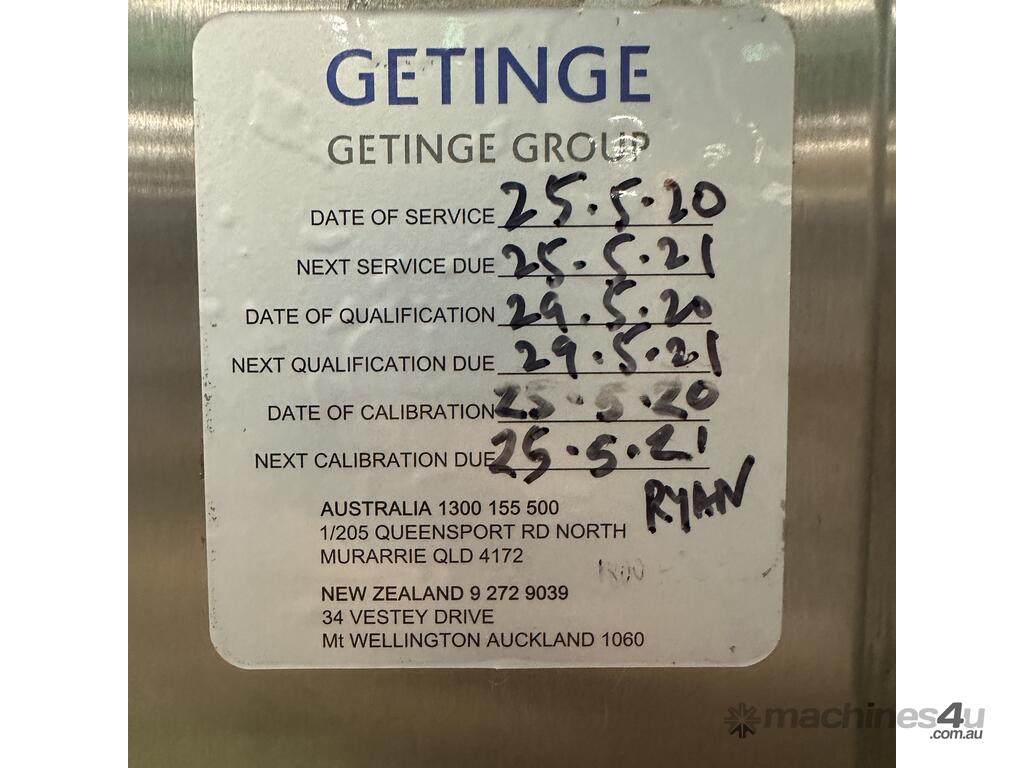 GETINGE
GETINGE GROUP
DATE OF SERVICE 25.5.20
NEXT SERVICE DUE 25.5.21
DATE OF QUALIFICATION 29.5.20
NEXT QUALIFICATION DUE 29.5.21
DATE OF CALIBRATION 25.5.20
NEXT CALIBRATION DUE 25.5.21
RYAN
AUSTRALIA 1300 155 500
1/205 QUEENSPORT RD NORTH
MURARRIE QLD 4172
NEW ZEALAND 9 272 9039
34 VESTEY DRIVE
Mt WELLINGTON AUCKLAND 1060
machines4u
.com.au